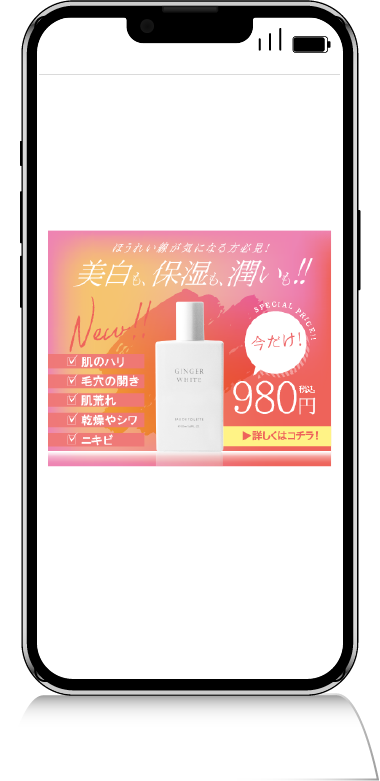 ほうれい線が気になる方必見!
美白も、保湿も、潤いも!!
New!!
SPECIAL PRICE!!
今だけ!
肌のハリ
毛穴の開き
肌荒れ
乾燥やシワ
ニキビ
GINGER
WHITE
980円
税込
▶詳しくはコチラ!